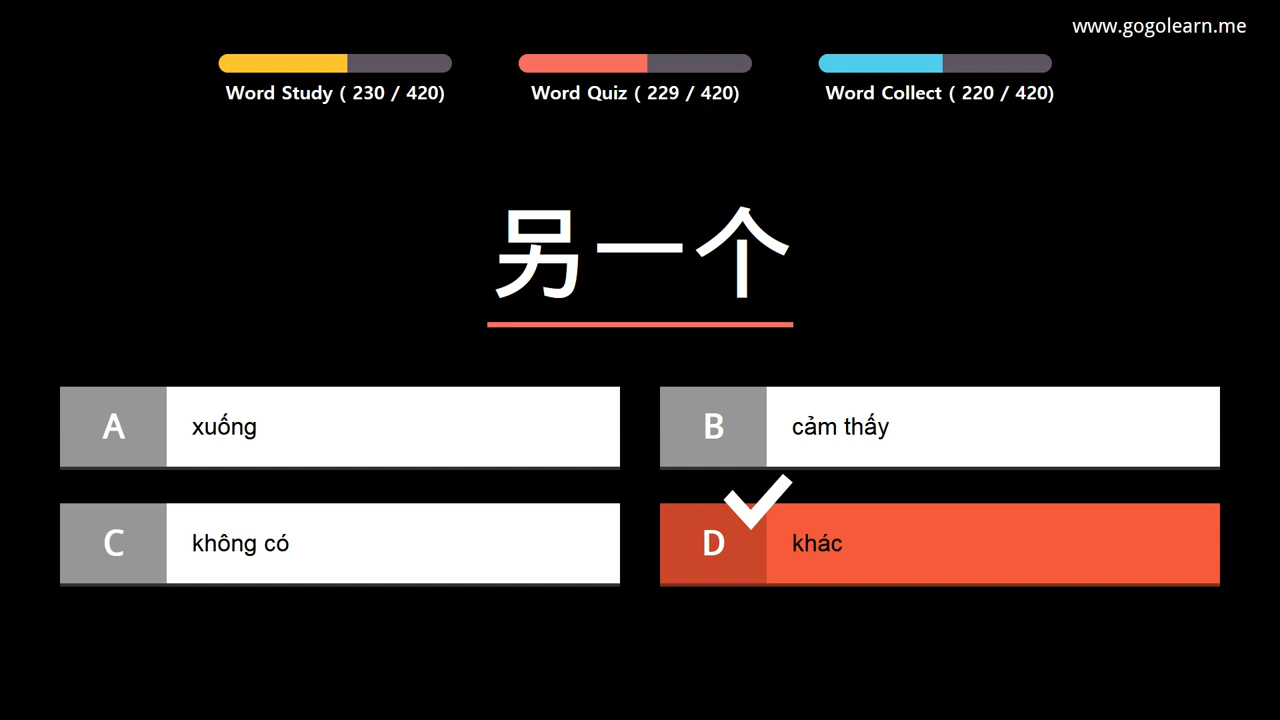 www.gogolearn.me
Word Study ( 230 / 420)
Word Quiz ( 229 / 420)
Word Collect ( 220 / 420)
另一个
A xuống
B cảm thấy
C không có
D khác